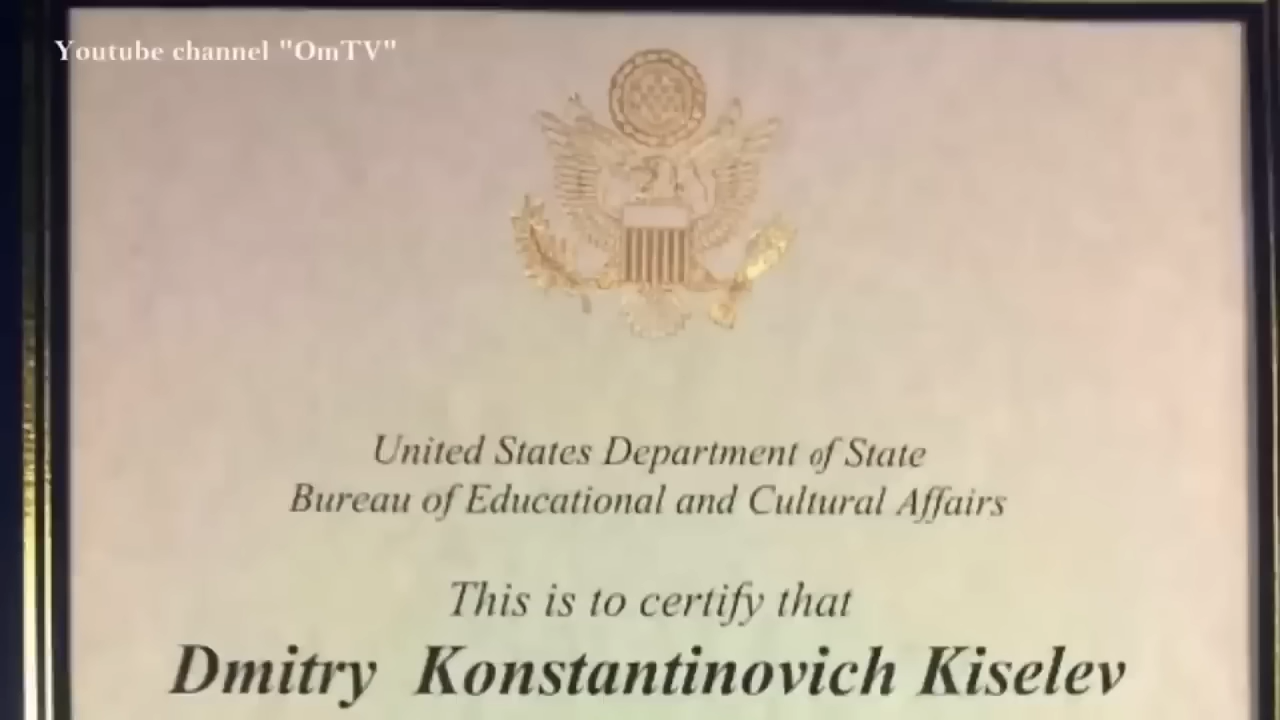 Youtube channel "OmTV"
United States Department of State
Bureau of Educational and Cultural Affairs
This is to certify that
Dmitry Konstantinovich Kiselev